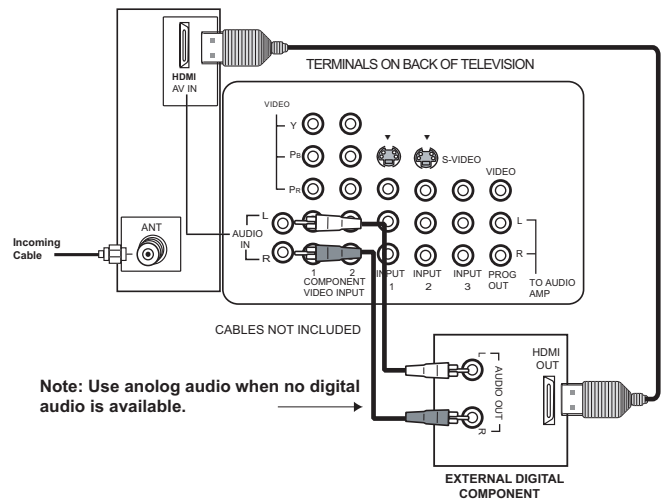 HDMI
AV IN
TERMINALS ON BACK OF TELEVISION
VIDEO
Y
PB
PR
S-VIDEO
VIDEO
ANT
Incoming
Cable
AUDIO
IN
L
R
L
R
1
2
COMPONENT
VIDEO INPUT
INPUT
1
INPUT
2
INPUT
3
PROG
OUT
TO AUDIO
AMP
CABLES NOT INCLUDED
Note: Use anolog audio when no digital
audio is available.
L
AUDIO OUT
R
HDMI
OUT
EXTERNAL DIGITAL
COMPONENT